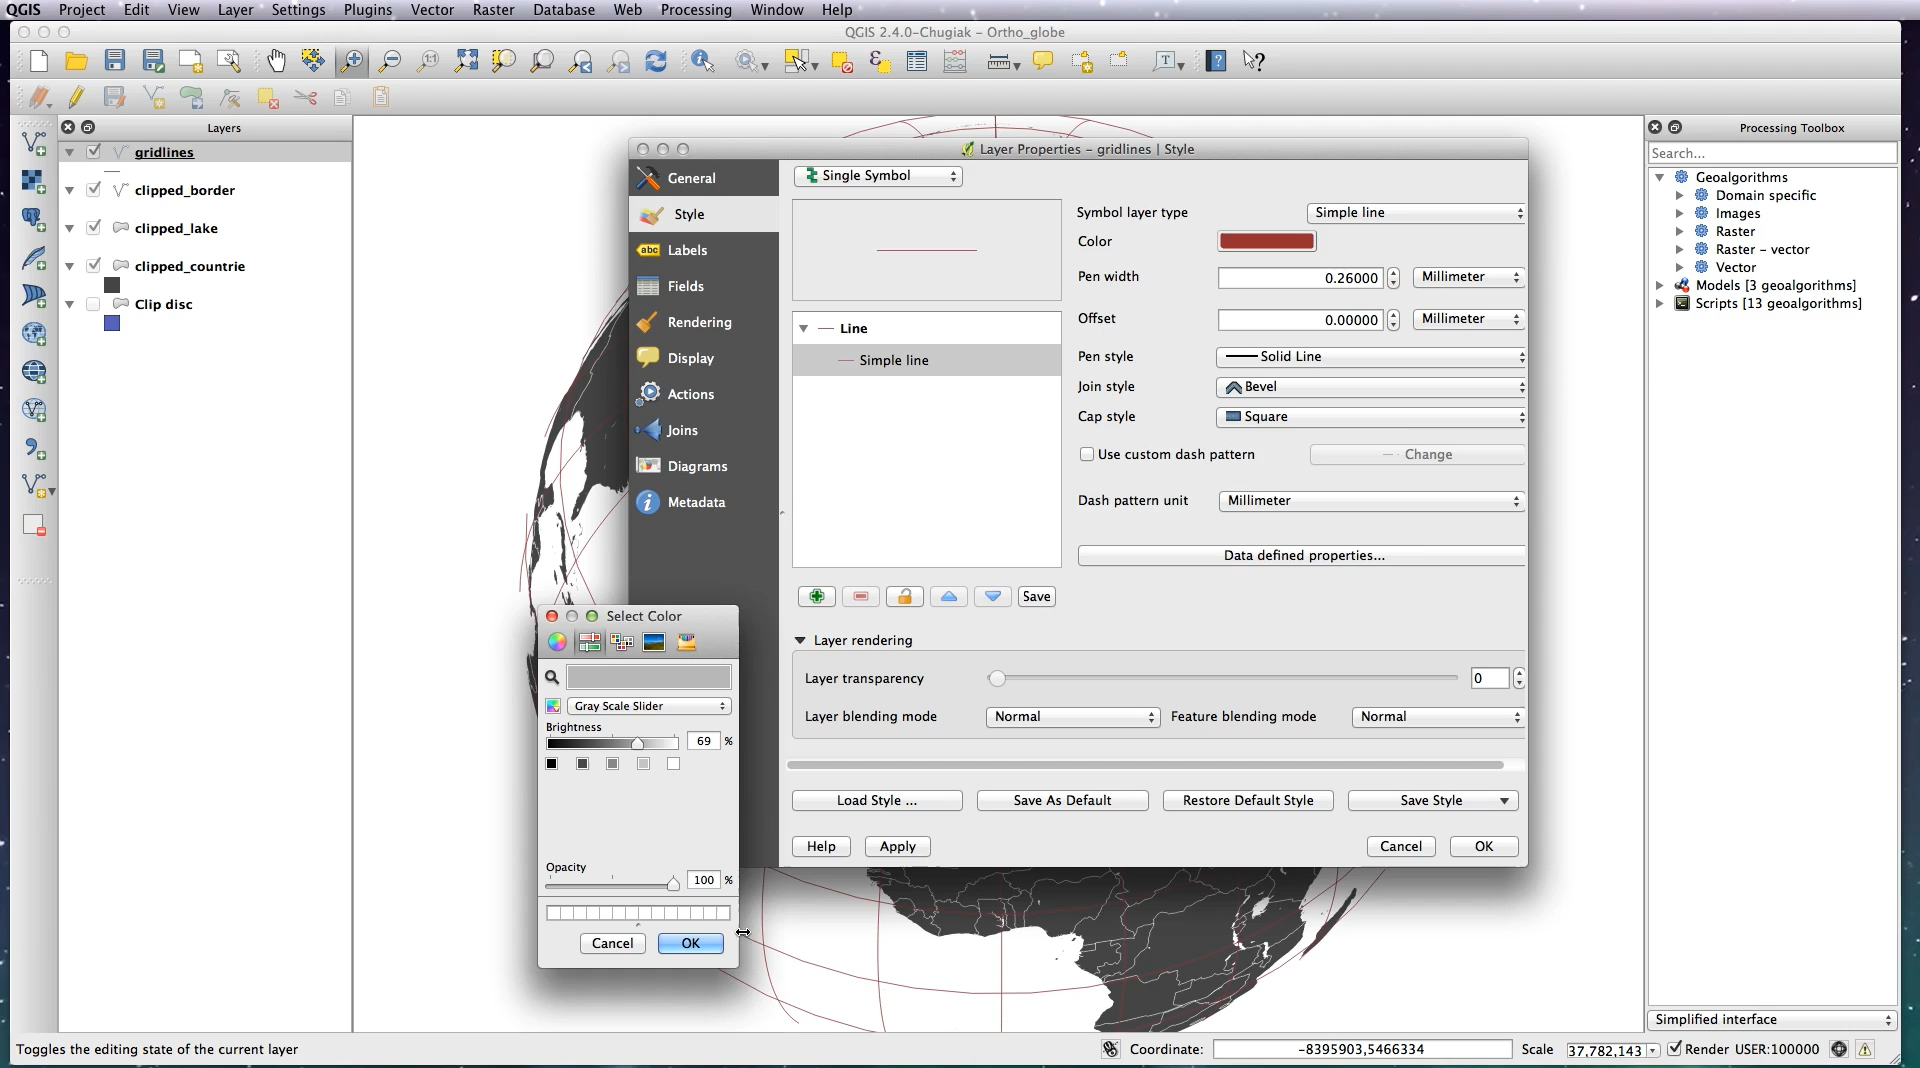 QGIS Project Edit View Layer Settings Plugins Vector Raster Database Web Processing Window Help
QGIS 2.4.0-Chugiak - Ortho_globe
Layers
gridlines
clipped_border
clipped_lake
clipped_countrie
Clip disc
Layer Properties - gridlines | Style
General
Style
Labels
Fields
Rendering
Display
Actions
Joins
Diagrams
Metadata
Single Symbol
Line
Simple line
Save
Symbol layer type Simple line
Color
Pen width 0.26000 Millimeter
Offset 0.00000 Millimeter
Pen style Solid Line
Join style Bevel
Cap style Square
Use custom dash pattern Change
Dash pattern unit Millimeter
Data defined properties...
Layer rendering
Layer transparency 0
Layer blending mode Normal Feature blending mode Normal
Load Style ... Save As Default Restore Default Style Save Style
Help Apply Cancel OK
Select Color
Gray Scale Slider
Brightness
69 %
Opacity
100 %
Cancel OK
Processing Toolbox
Search...
Geoalgorithms
Domain specific
Images
Raster
Raster - vector
Vector
Models [3 geoalgorithms]
Scripts [13 geoalgorithms]
Simplified interface
Toggles the editing state of the current layer Coordinate: -8395903,5466334 Scale 37,782,143 Render USER:100000